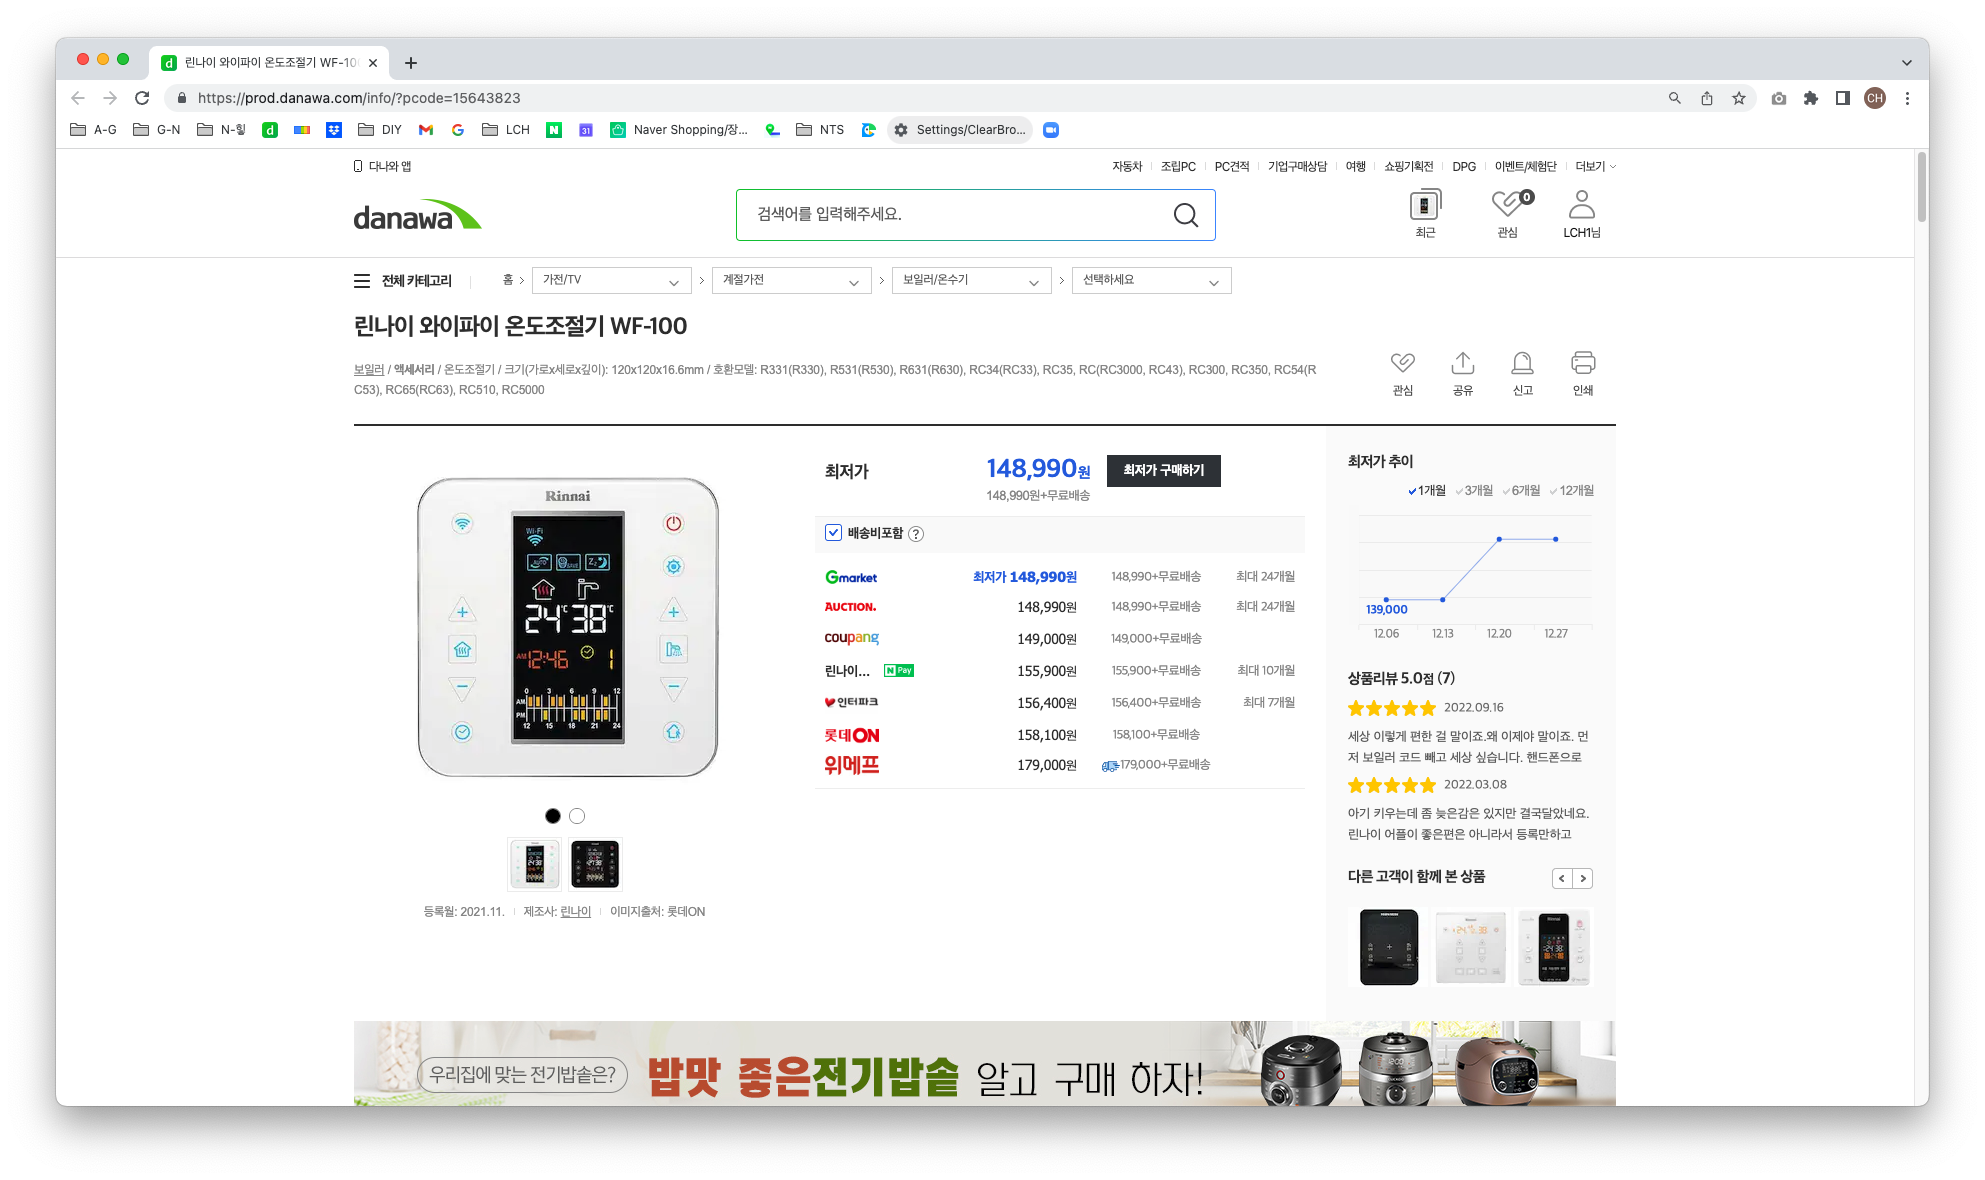 린나이 와이파이 온도조절기 WF-10
https://prod.danawa.com/info/?pcode=15643823
CH
A-G G-N N-힣 DIY LCH Naver Shopping/장... NTS Settings/ClearBro...
다나와 앱
자동차 조립PC PC견적 기업구매상담 여행 쇼핑기획전 DPG 이벤트/체험단 더보기
danawa
검색어를 입력해주세요.
0
최근 관심 LCH1님
전체 카테고리 홈 > 가전/TV > 계절가전 > 보일러/온수기 > 선택하세요
린나이 와이파이 온도조절기 WF-100
보일러 / 액세서리 / 온도조절기 / 크기(가로x세로x깊이): 120x120x16.6mm / 호환모델: R331(R330), R531(R530), R631(R630), RC34(RC33), RC35, RC(RC3000, RC43), RC300, RC350, RC54(R
C53), RC65(RC63), RC510, RC5000
관심 공유 신고 인쇄
Rinnai
Wi-Fi
AUTO SAVE
24℃ 38℃
AM 12:46 1
0 3 6 9 12
AM
PM
12 15 18 21 24
등록월: 2021.11. 제조사: 린나이 이미지출처: 롯데ON
최저가 148,990원 최저가 구매하기
148,990원+무료배송
배송비포함 ?
Gmarket 최저가 148,990원 148,990+무료배송 최대 24개월
AUCTION. 148,990원 148,990+무료배송 최대 24개월
coupang 149,000원 149,000+무료배송
린나이... N Pay 155,900원 155,900+무료배송 최대 10개월
인터파크 156,400원 156,400+무료배송 최대 7개월
롯데ON 158,100원 158,100+무료배송
위메프 179,000원 179,000+무료배송
최저가 추이
1개월 3개월 6개월 12개월
139,000
12.06 12.13 12.20 12.27
상품리뷰 5.0점 (7)
2022.09.16
세상 이렇게 편한 걸 말이죠.왜 이제야 말이죠. 먼
저 보일러 코드 빼고 세상 싶습니다. 핸드폰으로
2022.03.08
아기 키우는데 좀 늦은감은 있지만 결국달았네요.
린나이 어플이 좋은편은 아니라서 등록만하고
다른 고객이 함께 본 상품
우리집에 맞는 전기밥솥은? 밥맛 좋은전기밥솥 알고 구매 하자!